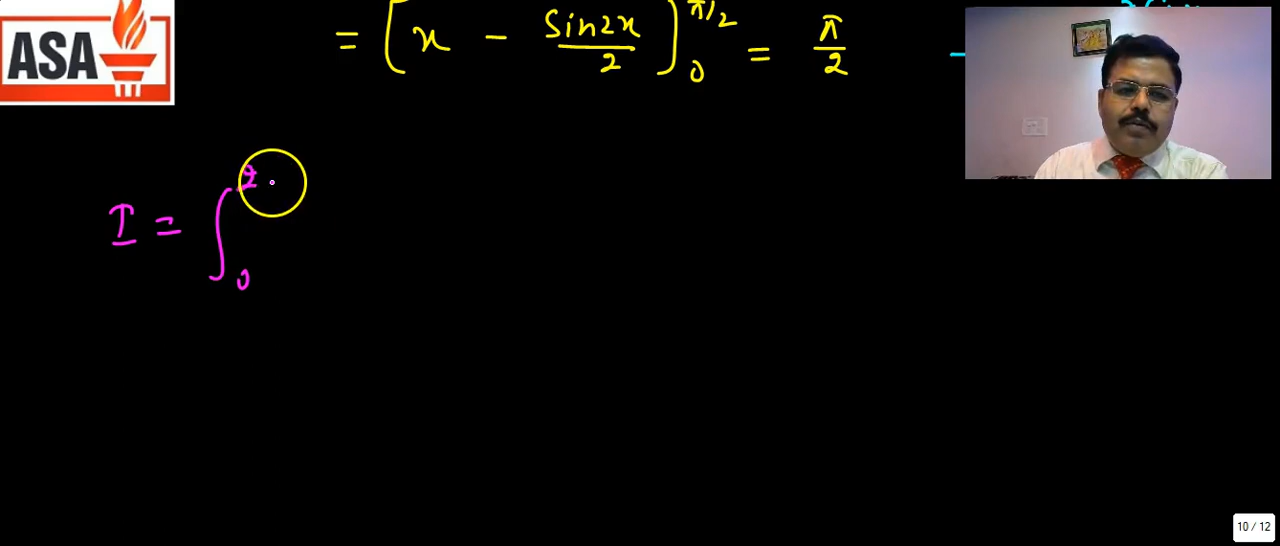 ASA
= [x - sin2x/2]₀^π/2 = π/2
I = ∫₀
10 / 12